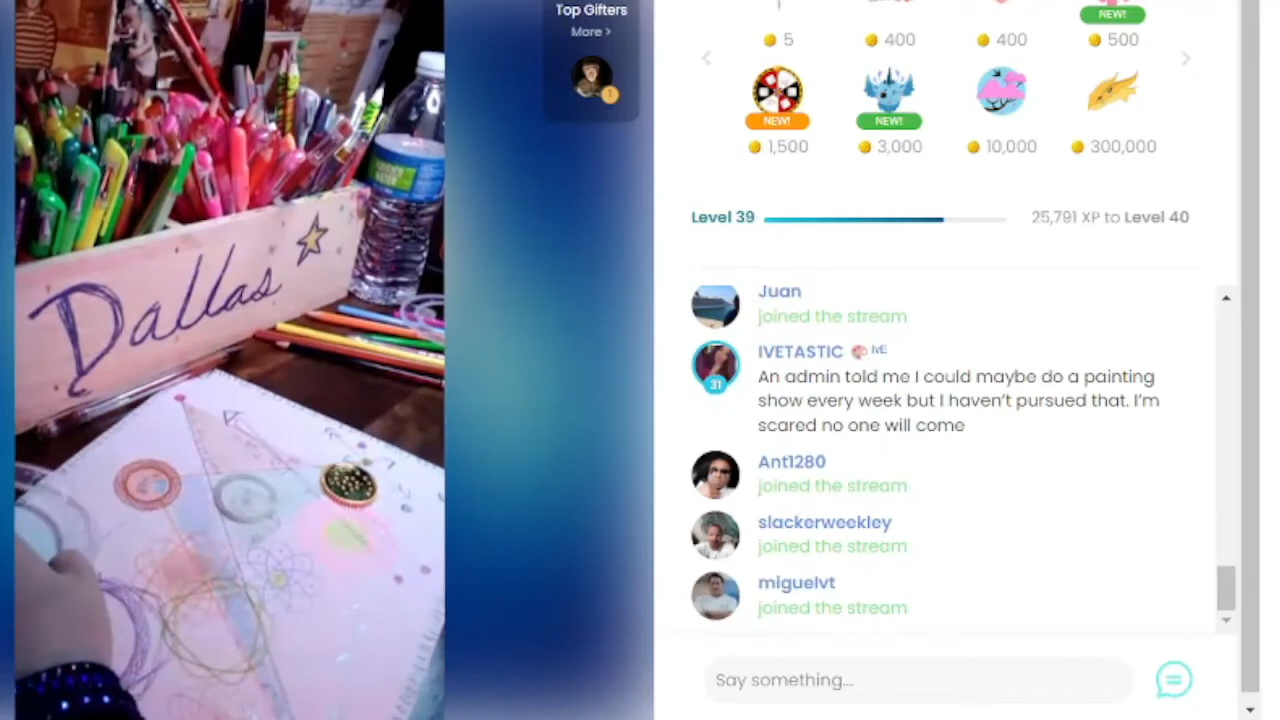 Top Gifters
More >
1
NEW!
5
400
400
500
NEW!
NEW!
1,500
3,000
10,000
300,000
Level 39
25,791 XP to Level 40
Dallas
Juan
joined the stream
IVETASTIC IvE
31
An admin told me I could maybe do a painting
show every week but I haven't pursued that. I'm
scared no one will come
Ant1280
joined the stream
slackerweekley
joined the stream
miguelvt
joined the stream
Say something...